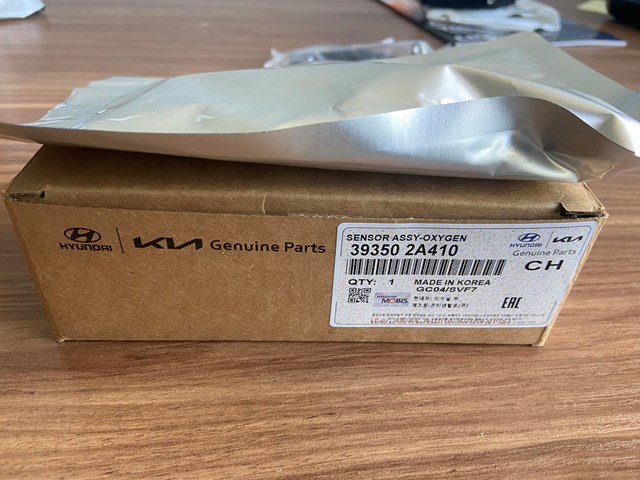 HYUNDAI KIA Genuine Parts
SENSOR ASSY-OXYGEN
39350 2A410
HYUNDAI KIA
Genuine Parts
CH
QTY: 1 MADE IN KOREA
GC04/SVF7
MOBIS
EAC